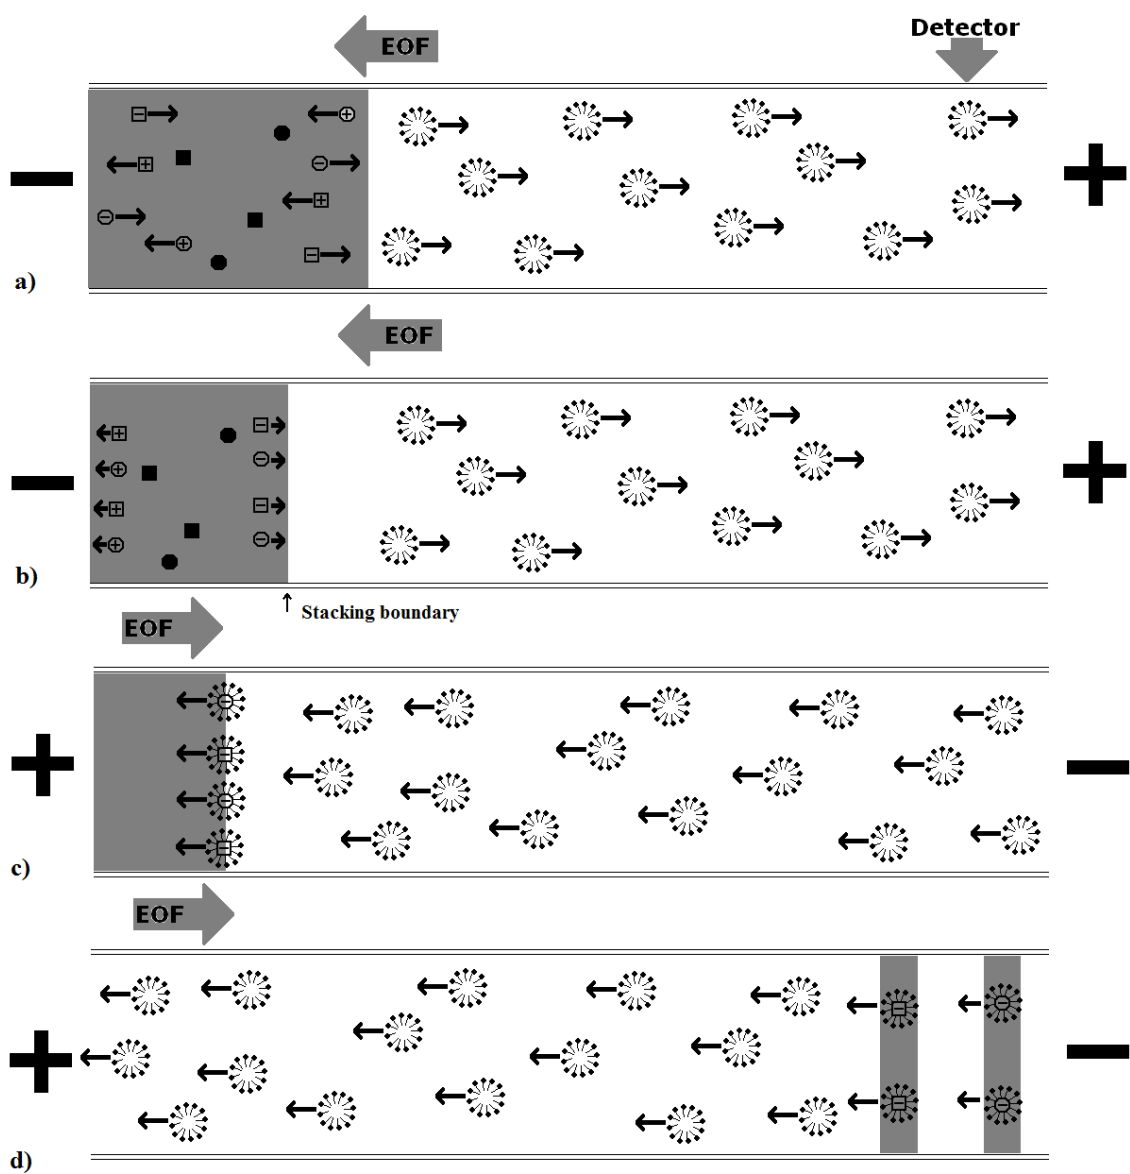 Detector
EOF
a)
EOF
b)
↑ Stacking boundary
EOF
c)
EOF
d)